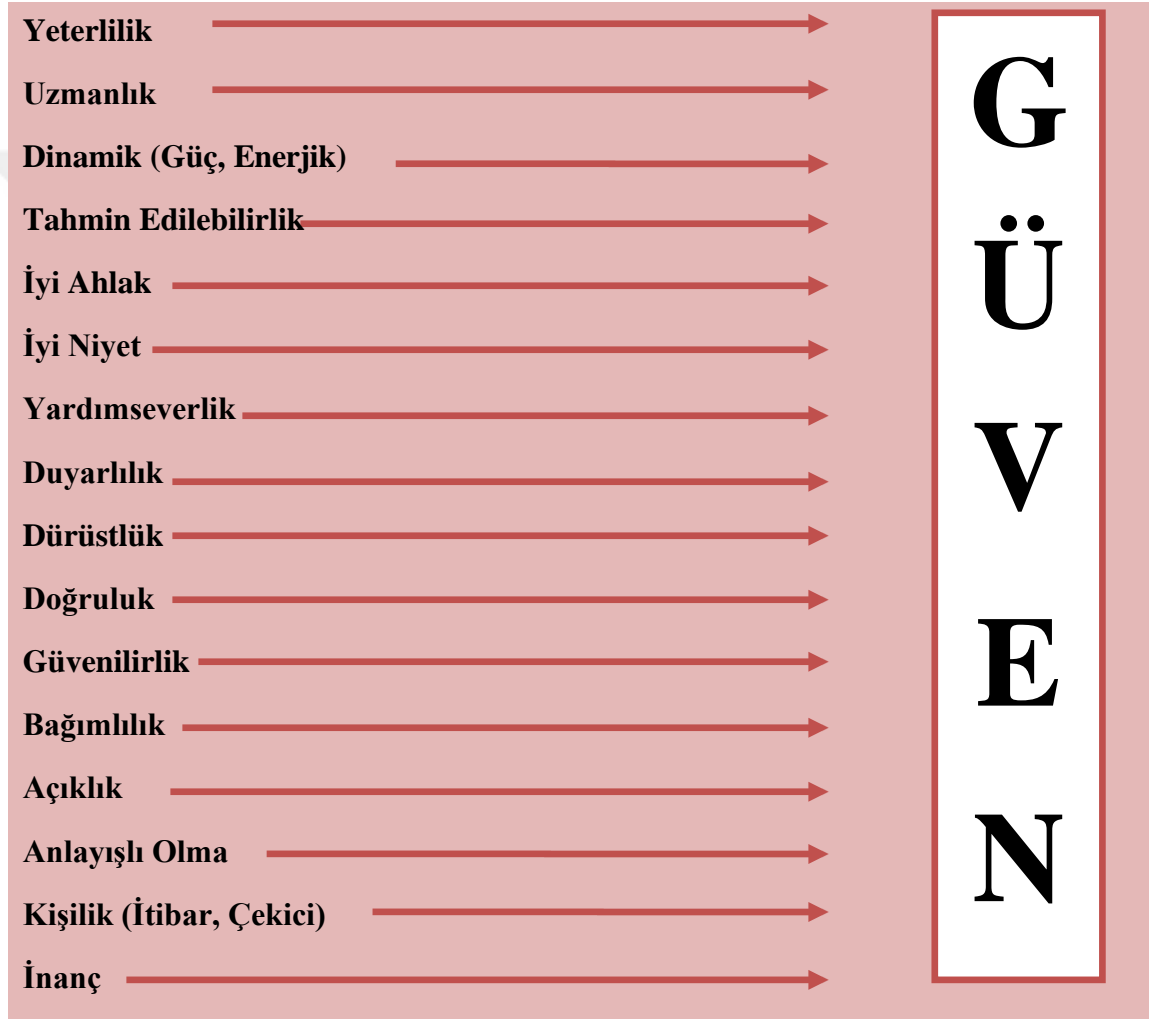 Yeterlilik
Uzmanlık
Dinamik (Güç, Enerjik)
Tahmin Edilebilirlik
İyi Ahlak
İyi Niyet
Yardımseverlik
Duyarlılık
Dürüstlük
Doğruluk
Güvenilirlik
Bağımlılık
Açıklık
Anlayışlı Olma
Kişilik (İtibar, Çekici)
İnanç
G
Ü
V
E
N